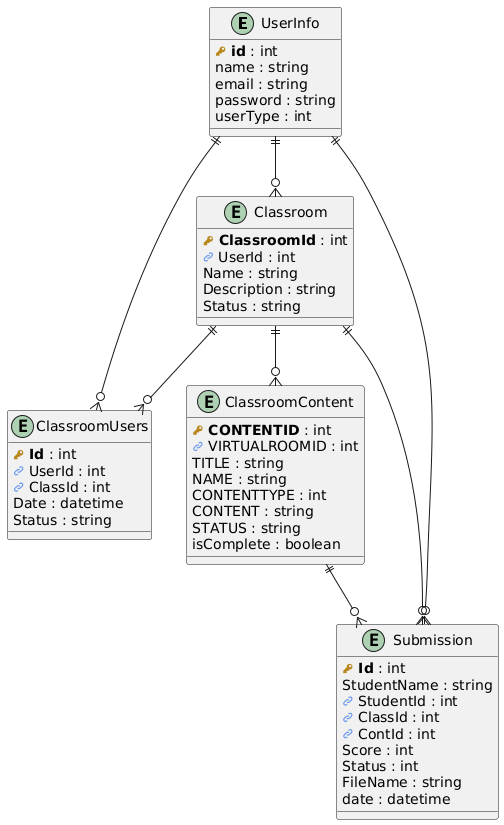 E UserInfo
id : int
name : string
email : string
password : string
userType : int
E Classroom
ClassroomId : int
UserId : int
Name : string
Description : string
Status : string
E ClassroomUsers
Id : int
UserId : int
ClassId : int
Date : datetime
Status : string
E ClassroomContent
CONTENTID : int
VIRTUALROOMID : int
TITLE : string
NAME : string
CONTENTTYPE : int
CONTENT : string
STATUS : string
isComplete : boolean
E Submission
Id : int
StudentName : string
StudentId : int
ClassId : int
ContId : int
Score : int
Status : int
FileName : string
date : datetime